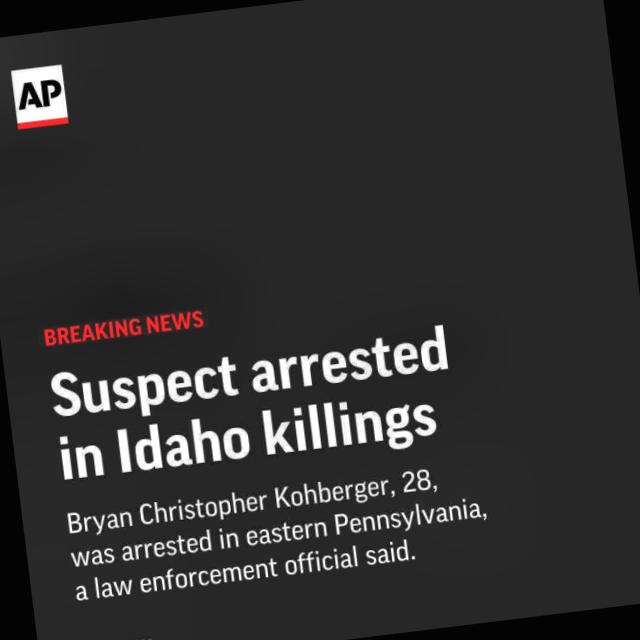 AP
BREAKING NEWS
Suspect arrested
in Idaho killings
Bryan Christopher Kohberger, 28,
was arrested in eastern Pennsylvania,
a law enforcement official said.